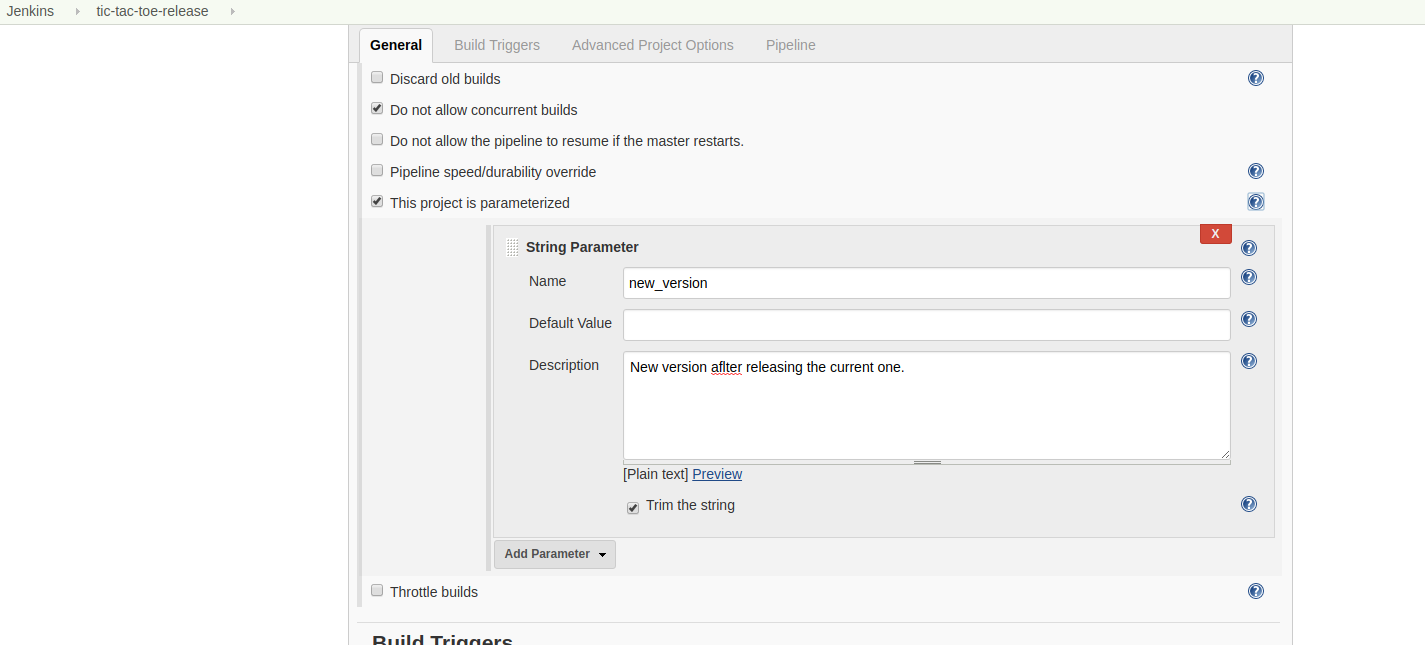 Jenkins tic-tac-toe-release
General Build Triggers Advanced Project Options Pipeline
Discard old builds
Do not allow concurrent builds
Do not allow the pipeline to resume if the master restarts.
Pipeline speed/durability override
This project is parameterized
X
String Parameter
Name new_version
Default Value
Description New version aflter releasing the current one.
[Plain text] Preview
Trim the string
Add Parameter
Throttle builds
Build Triggers